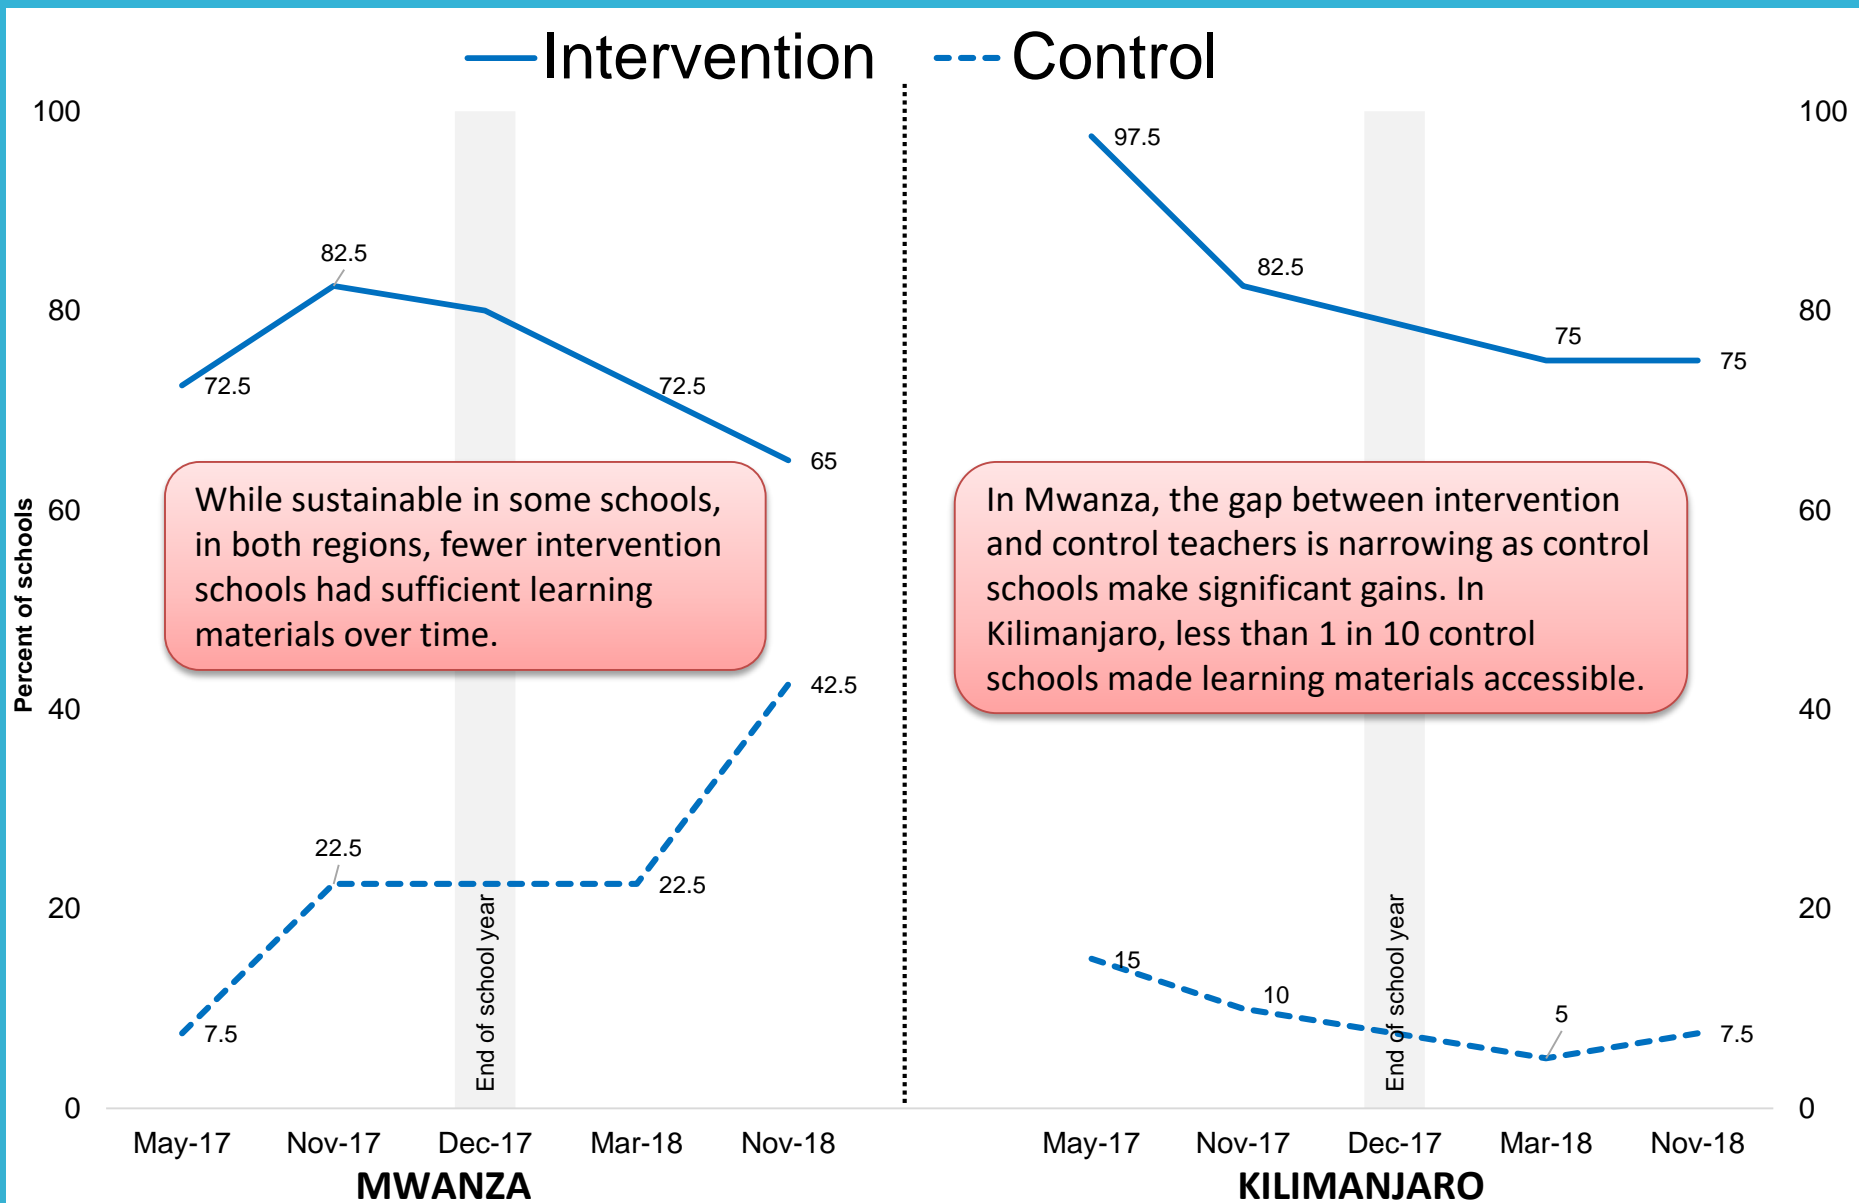 Intervention
Control
Percent of schools
100
80
60
40
20
0
82.5
72.5
72.5
65
While sustainable in some schools,
in both regions, fewer intervention
schools had sufficient learning
materials over time.
42.5
22.5
22.5
7.5
End of school year
May-17 Nov-17 Dec-17 Mar-18 Nov-18
MWANZA
97.5
82.5
75
75
In Mwanza, the gap between intervention
and control teachers is narrowing as control
schools make significant gains. In
Kilimanjaro, less than 1 in 10 control
schools made learning materials accessible.
15
10
5
7.5
End of school year
100
80
60
40
20
0
May-17 Nov-17 Dec-17 Mar-18 Nov-18
KILIMANJARO